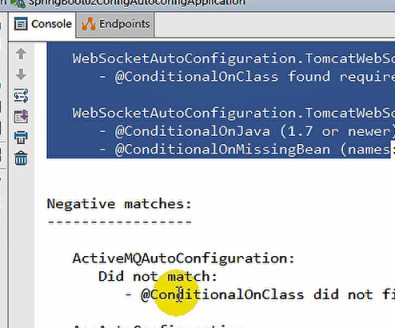 SpringBoot02ConfigAutoconfigApplication
Console Endpoints
WebSocketAutoConfiguration.TomcatWebSo
- @ConditionalOnClass found require
WebSocketAutoConfiguration.TomcatWebSo
- @ConditionalOnJava (1.7 or newer)
- @ConditionalOnMissingBean (names:
Negative matches:
-----------------
ActiveMQAutoConfiguration:
Did not match:
- @ConditionalOnClass did not fi